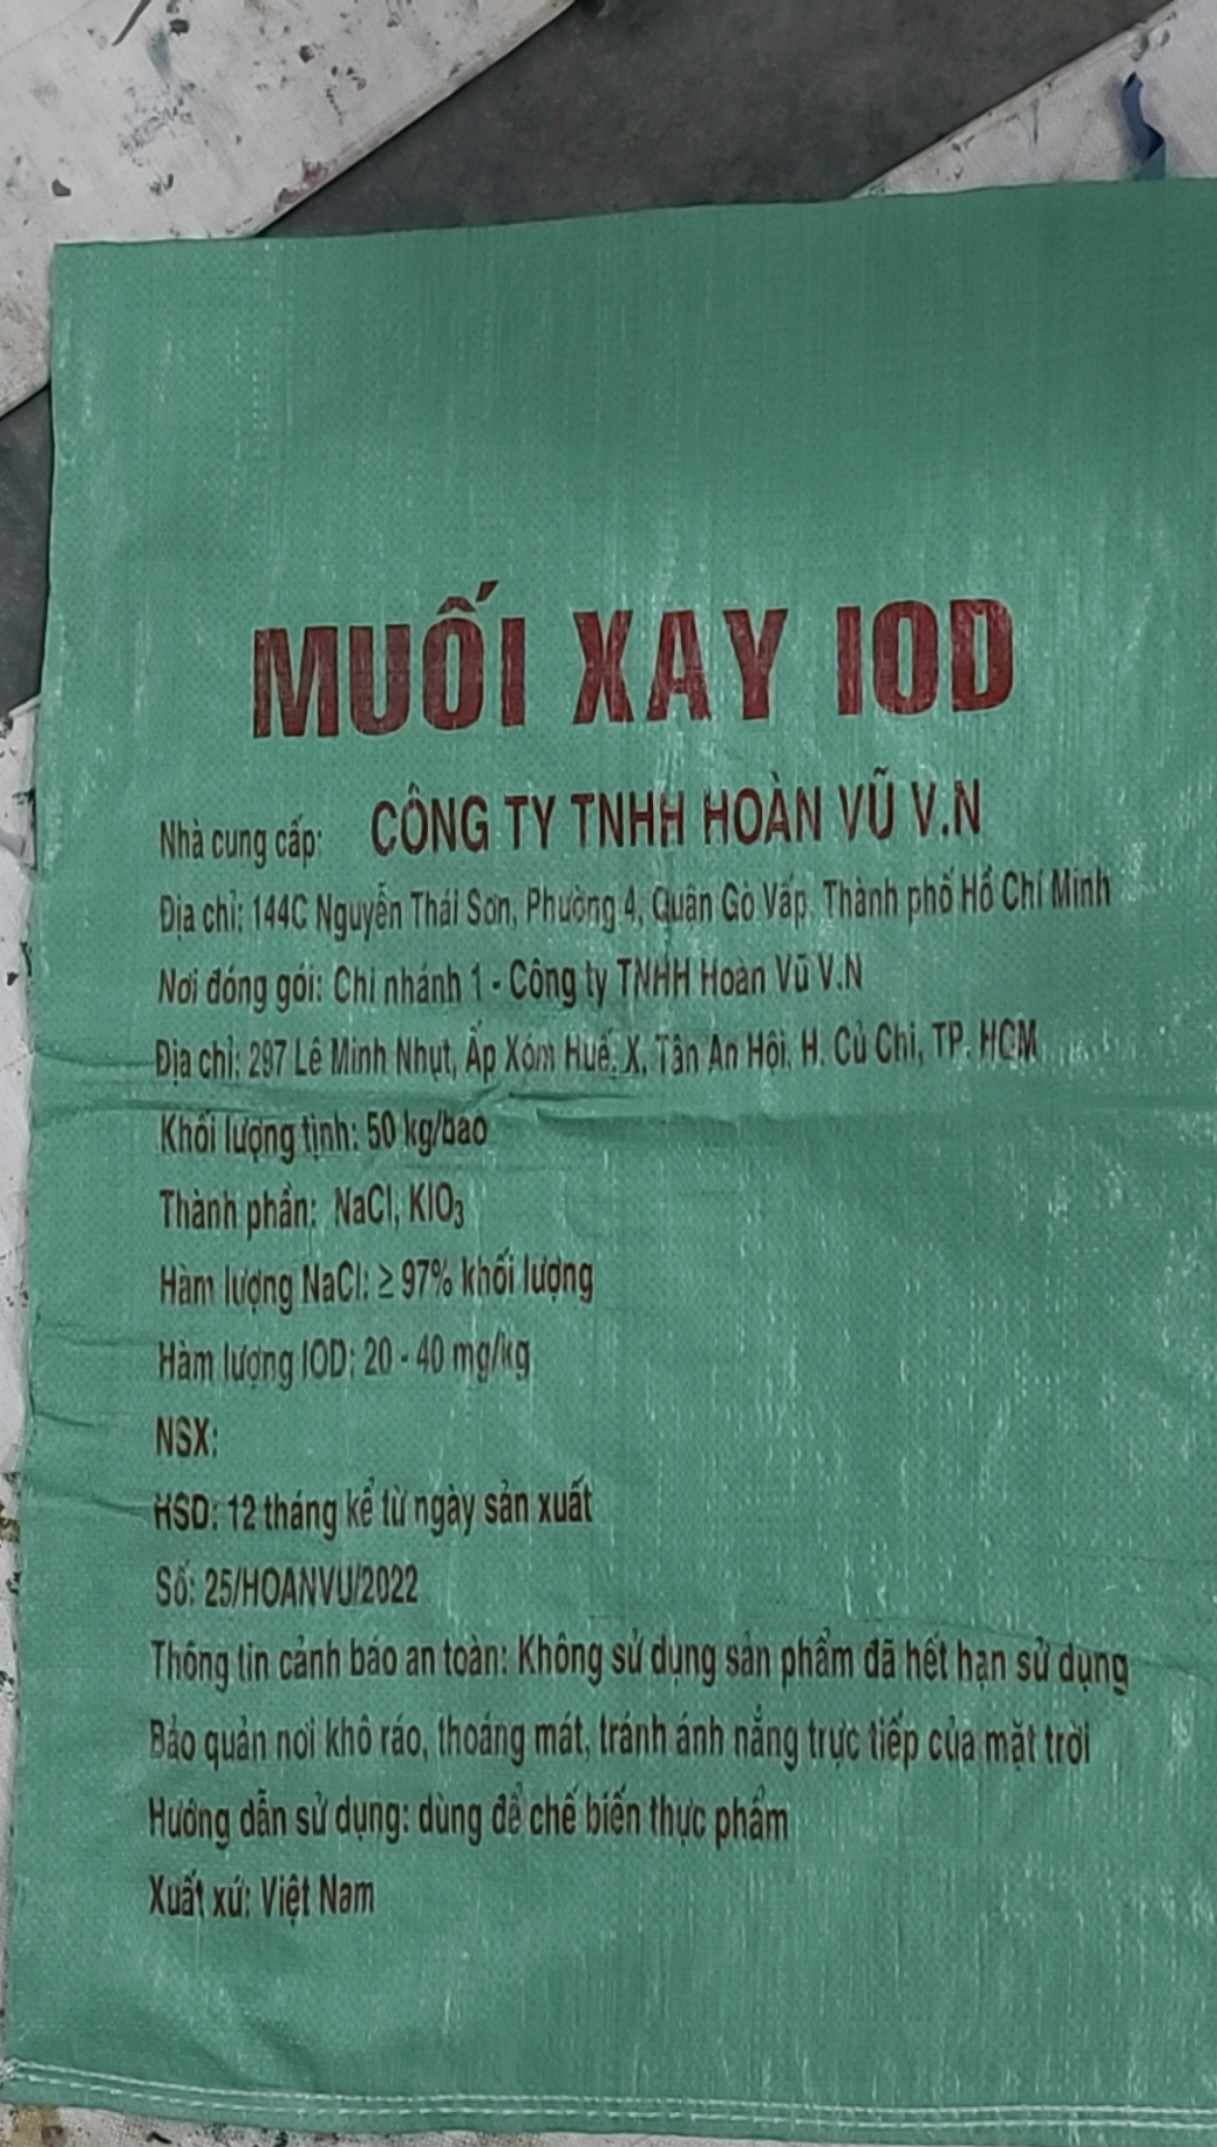 MUỐI XAY IOD
Nhà cung cấp: CÔNG TY TNHH HOÀN VŨ V.N
Địa chỉ: 144C Nguyễn Thái Sơn, Phường 4, Quận Gò Vấp, Thành phố Hồ Chí Minh
Nơi đóng gói: Chi nhánh 1 - Công ty TNHH Hoàn Vũ V.N
Địa chỉ: 297 Lê Minh Nhựt, Ấp Xóm Huế, X. Tân An Hội, H. Củ Chi, TP. HCM
Khối lượng tịnh: 50 kg/bao
Thành phần: NaCl, KIO₃
Hàm lượng NaCl: ≥ 97% khối lượng
Hàm lượng IOD: 20 - 40 mg/kg
NSX:
HSD: 12 tháng kể từ ngày sản xuất
Số: 25/HOANVU/2022
Thông tin cảnh báo an toàn: Không sử dụng sản phẩm đã hết hạn sử dụng
Bảo quản nơi khô ráo, thoáng mát, tránh ánh nắng trực tiếp của mặt trời
Hướng dẫn sử dụng: dùng để chế biến thực phẩm
Xuất xứ: Việt Nam